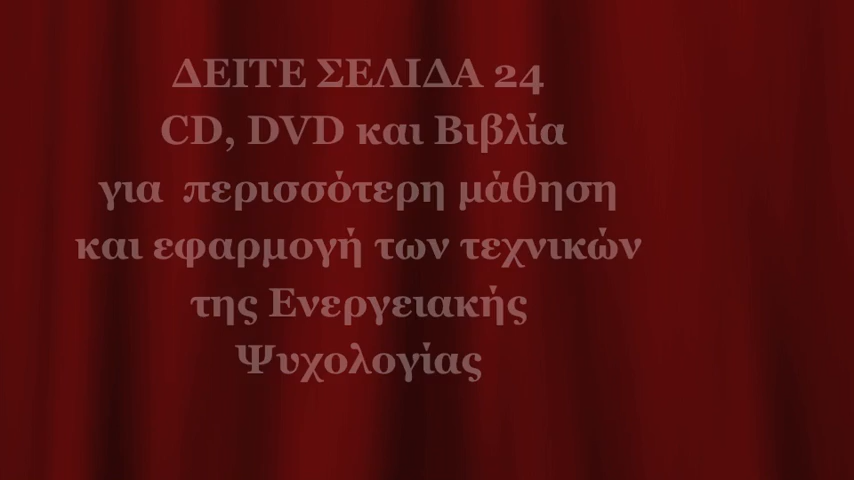 ΔΕΙΤΕ ΣΕΛΙΔΑ 24
CD, DVD και Βιβλία
για περισσότερη μάθηση
και εφαρμογή των τεχνικών
της Ενεργειακής
Ψυχολογίας